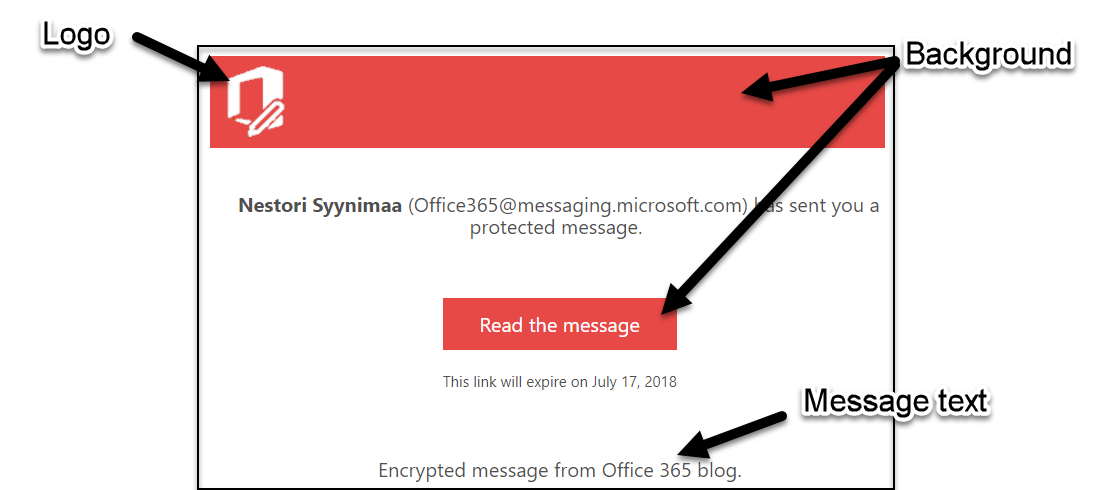 Logo
Background
Nestori Syynimaa (Office365@messaging.microsoft.com) has sent you a
protected message.
Read the message
This link will expire on July 17, 2018
Message text
Encrypted message from Office 365 blog.